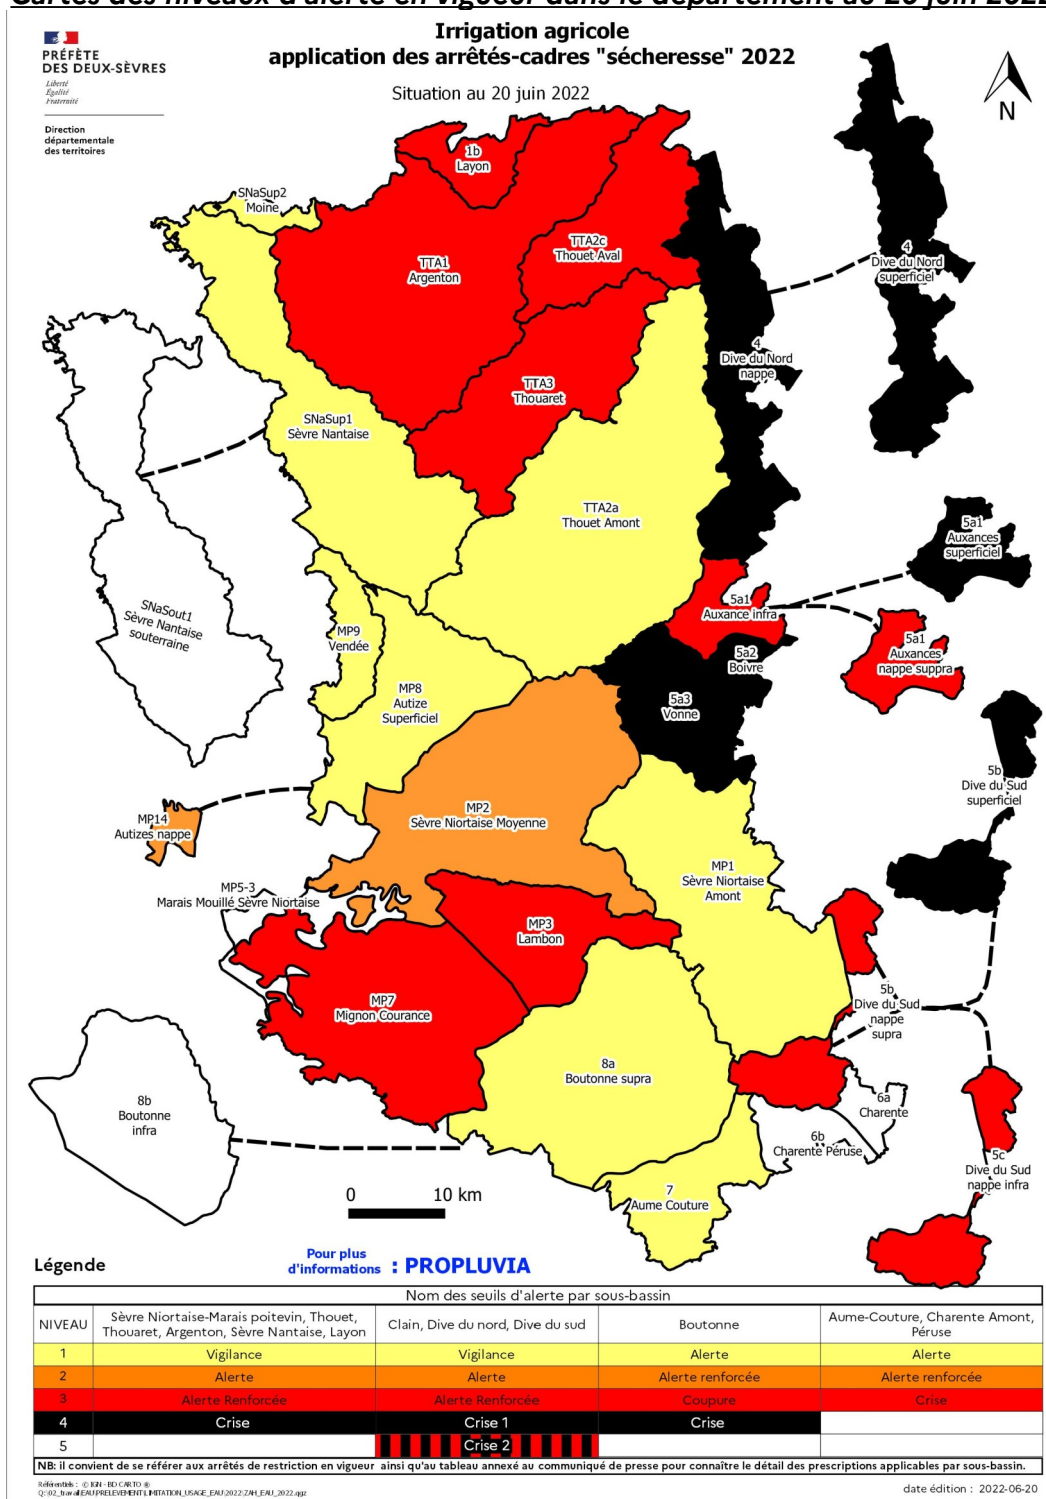 Cartes des niveaux d'alerte en vigueur dans le département au 20 juin 2022
PRÉFÈTE
DES DEUX-SÈVRES
Liberté
Égalité
Fraternité
Direction
départementale
des territoires
Irrigation agricole
application des arrêtés-cadres "sécheresse" 2022
Situation au 20 juin 2022
N
1b
Layon
SNaSup2
Moine
TTA2c
Thouet Aval
TTA1
Argenton
4
Dive du Nord
superficiel
4
Dive du Nord
nappe
TTA3
Thouaret
SNaSup1
Sèvre Nantaise
TTA2a
Thouet Amont
5a1
Auxances
superficiel
SNaSout1
Sèvre Nantaise
souterraine
5a1
Auxance infra
MP9
Vendée
5a2
Boivre
5a1
Auxances
nappe suppra
MP8
Autize
Superficiel
5a3
Vonne
5b
Dive du Sud
superficiel
MP14
Autizes nappe
MP2
Sèvre Niortaise Moyenne
MP1
Sèvre Niortaise
Amont
MP5-3
Marais Mouillé Sèvre Niortaise
MP3
Lambon
MP7
Mignon Courance
5b
Dive du Sud
nappe
supra
8a
Boutonne supra
8b
Boutonne
infra
6a
Charente
6b
Charente Péruse
5c
Dive du Sud
nappe infra
7
Aume Couture
0 10 km
Légende
Pour plus
d'informations : PROPLUVIA
Nom des seuils d'alerte par sous-bassin
NIVEAU Sèvre Niortaise-Marais poitevin, Thouet, Thouaret, Argenton, Sèvre Nantaise, Layon Clain, Dive du nord, Dive du sud Boutonne Aume-Couture, Charente Amont, Péruse
1 Vigilance Vigilance Alerte Alerte
2 Alerte Alerte Alerte renforcée Alerte renforcée
3 Alerte Renforcée Alerte Renforcée Coupure Crise
4 Crise Crise 1 Crise
5 Crise 2
NB: il convient de se référer aux arrêtés de restriction en vigueur ainsi qu'au tableau annexé au communiqué de presse pour connaître le détail des prescriptions applicables par sous-bassin.
Référentiels : © IGN - BD CARTO ®
Q:\02_travail\EAU\PRELEVEMENT\LIMITATION_USAGE_EAU\2022\ZAH_EAU_2022.qgz
date édition : 2022-06-20